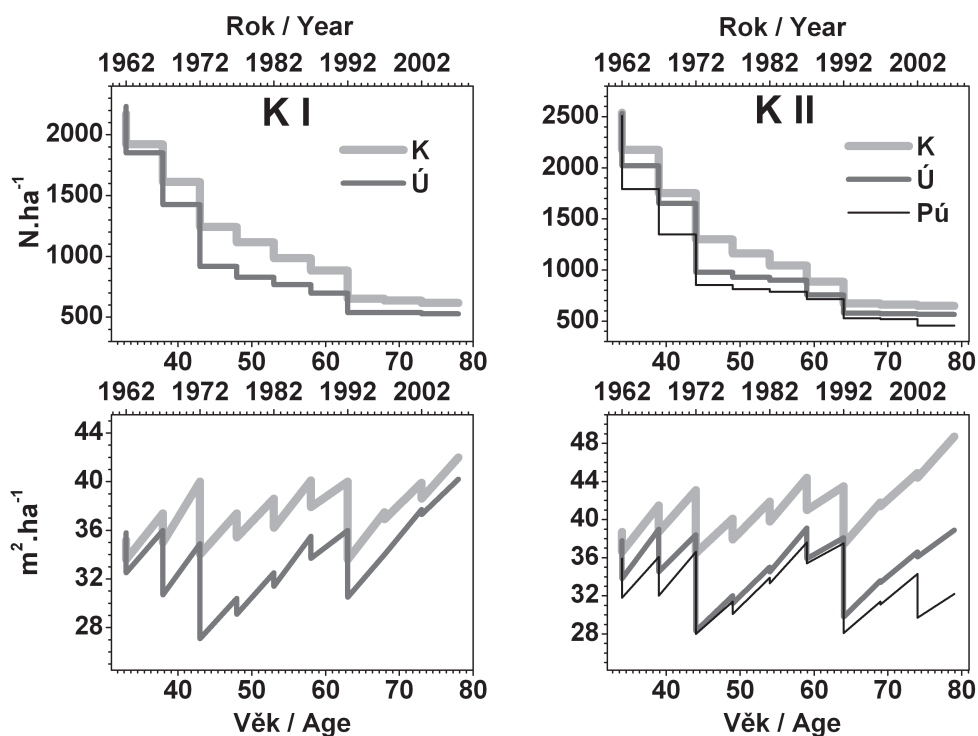 Rok / Year
1962 1972 1982 1992 2002
K I
K
Ú
2000
1500
1000
500
N.ha-1
40 50 60 70 80
Rok / Year
1962 1972 1982 1992 2002
K II
K
Ú
Pú
2500
2000
1500
1000
500
40 50 60 70 80
1962 1972 1982 1992 2002
44
40
36
32
28
m2.ha-1
40 50 60 70 80
Věk / Age
1962 1972 1982 1992 2002
48
44
40
36
32
28
40 50 60 70 80
Věk / Age